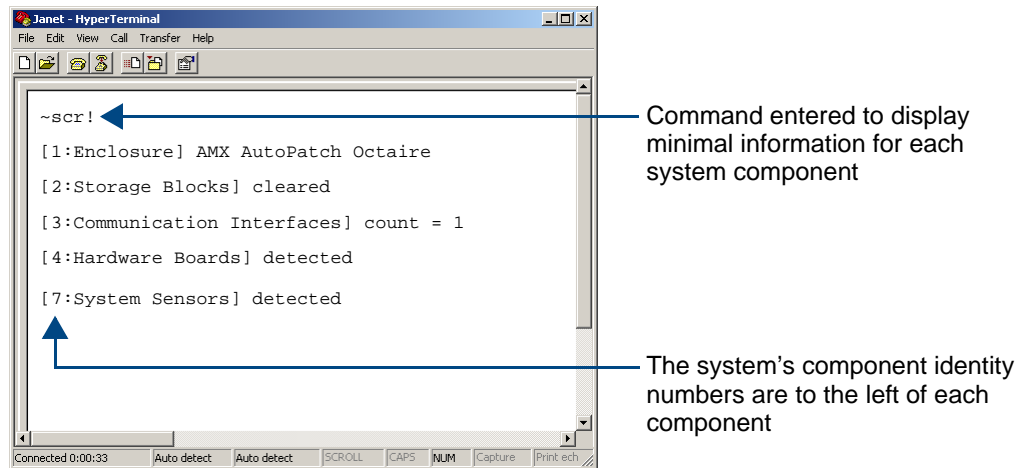 Janet - HyperTerminal
File Edit View Call Transfer Help
~scr!
[1:Enclosure] AMX AutoPatch Octaire
[2:Storage Blocks] cleared
[3:Communication Interfaces] count = 1
[4:Hardware Boards] detected
[7:System Sensors] detected
Connected 0:00:33 Auto detect Auto detect SCROLL CAPS NUM Capture Print ech
Command entered to display
minimal information for each
system component
The system's component identity
numbers are to the left of each
component